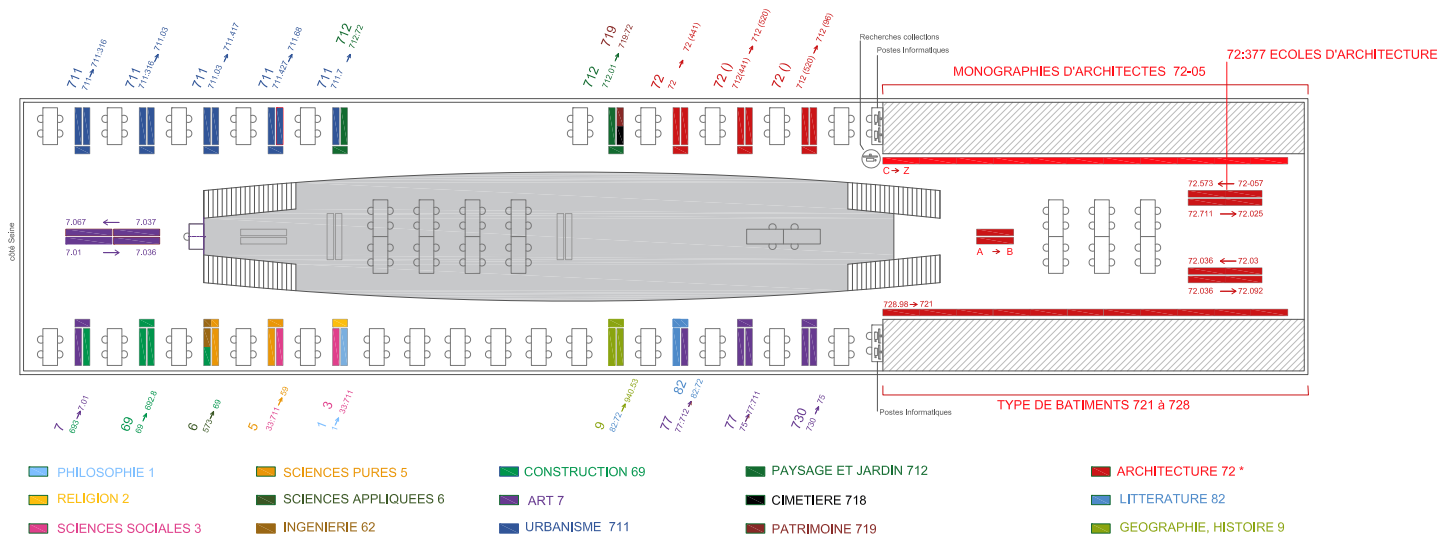 711
711→711:316
711
711:316→711.03
711
711.03→711.417
711
711:427→711.68
711
712
711.7→712:72
712
719
712.01→719:72
72
72→72 (441)
72 ()
712(441)→712 (520)
72 ()
712 (520)→712 (96)
Recherches collections
Postes Informatiques
MONOGRAPHIES D'ARCHITECTES 72-05
72:377 ECOLES D'ARCHITECTURE
C→Z
72.573 ← 72-057
72.711 → 72.025
7.067 ← 7.037
7.01 → 7.036
côté Seine
A → B
72.036 ← 72.03
72.036 → 72.092
728.98→721
7
693→7.01
69
69→692.8
6
573→69
5
33:711→59
1
3
1→33:711
9
82:72→940.53
77
82
77:712→82:72
77
75→77:711
730
730→75
Postes Informatiques
TYPE DE BATIMENTS 721 à 728
PHILOSOPHIE 1
SCIENCES PURES 5
CONSTRUCTION 69
PAYSAGE ET JARDIN 712
ARCHITECTURE 72 *
RELIGION 2
SCIENCES APPLIQUEES 6
ART 7
CIMETIERE 718
LITTERATURE 82
SCIENCES SOCIALES 3
INGENIERIE 62
URBANISME 711
PATRIMOINE 719
GEOGRAPHIE, HISTOIRE 9